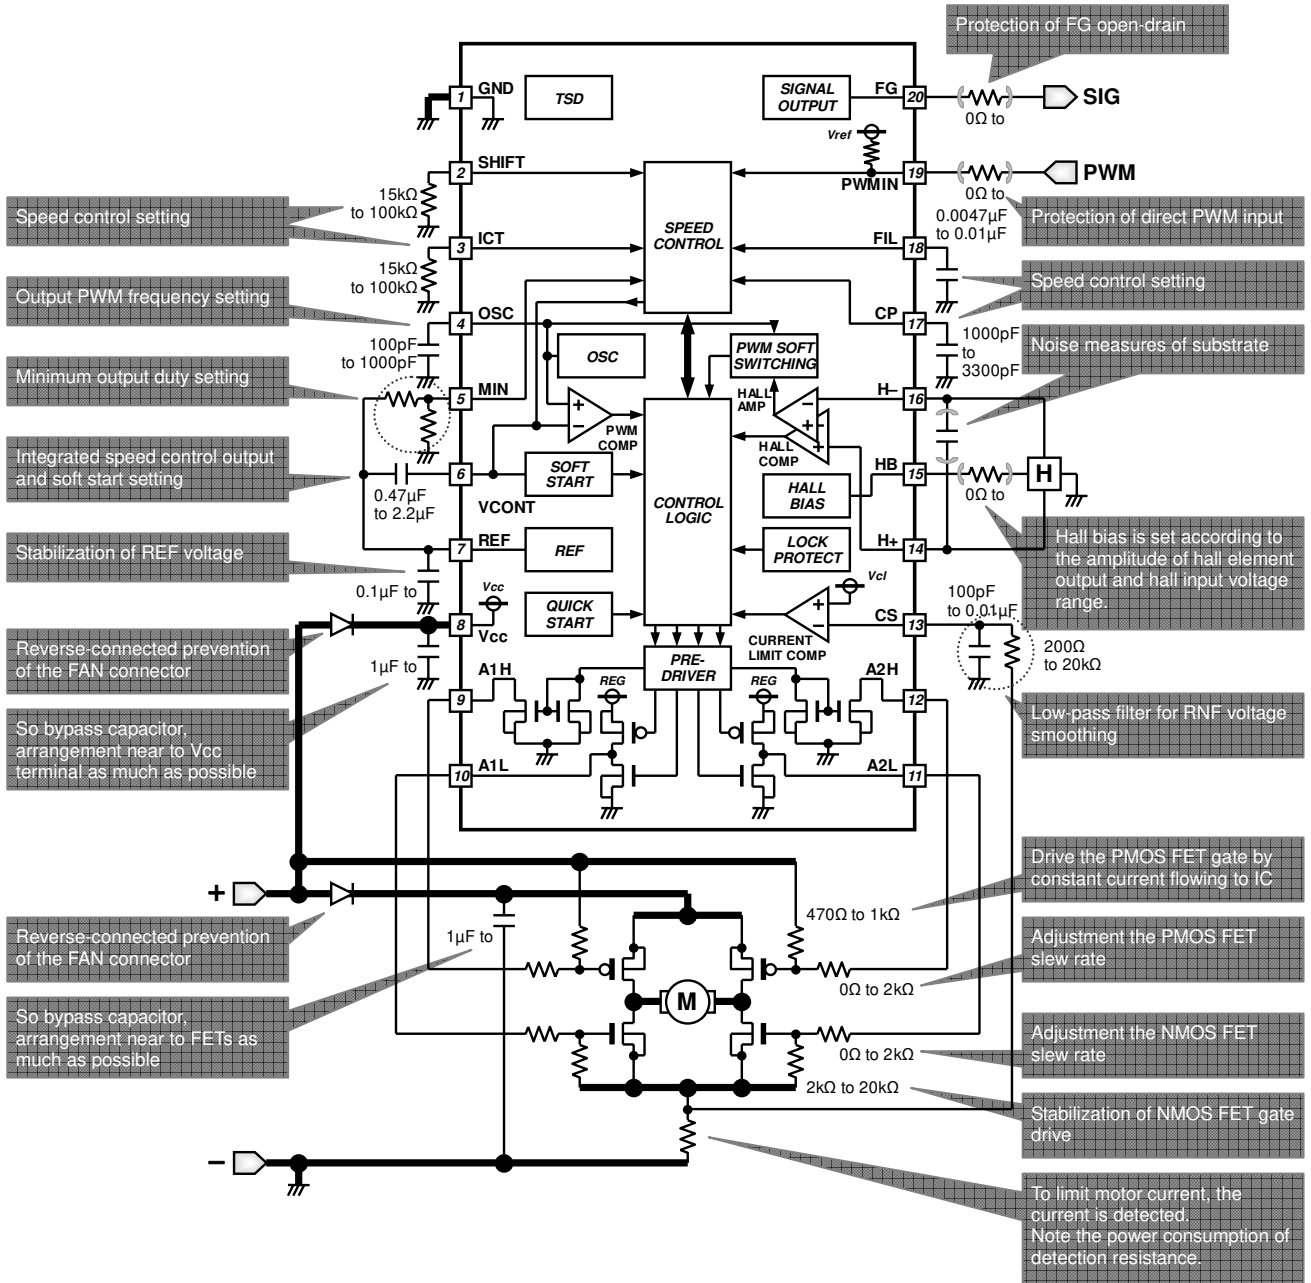 Protection of FG open-drain
1
GND
TSD
SIGNAL
OUTPUT
FG
20
SIG
0Ω to
Vref
2
SHIFT
15kΩ
to 100kΩ
PWMIN
19
PWM
0Ω to
Protection of direct PWM input
Speed control setting
SPEED
CONTROL
3
ICT
15kΩ
to 100kΩ
FIL
18
0.0047µF
to 0.01µF
Speed control setting
Output PWM frequency setting
4
OSC
100pF
to 1000pF
OSC
PWM SOFT
SWITCHING
CP
17
1000pF
to
3300pF
Noise measures of substrate
Minimum output duty setting
5
MIN
+
–
PWM
COMP
HALL
AMP
–
+
–
+
HALL
COMP
H–
16
Integrated speed control output
and soft start setting
6
0.47µF
to 2.2µF
VCONT
SOFT
START
CONTROL
LOGIC
HALL
BIAS
HB
15
0Ω to
H
Stabilization of REF voltage
7
REF
REF
0.1µF to
LOCK
PROTECT
H+
14
Hall bias is set according to
the amplitude of hall element
output and hall input voltage
range.
Vcc
8
Vcc
1µF to
QUICK
START
Vcl
+
–
CURRENT
LIMIT COMP
CS
13
100pF
to 0.01µF
200Ω
to 20kΩ
Reverse-connected prevention
of the FAN connector
PRE-
DRIVER
9
A1H
REG
REG
A2H
12
Low-pass filter for RNF voltage
smoothing
So bypass capacitor,
arrangement near to Vcc
terminal as much as possible
10
A1L
A2L
11
Drive the PMOS FET gate by
constant current flowing to IC
+
470Ω to 1kΩ
Reverse-connected prevention
of the FAN connector
1µF to
Adjustment the PMOS FET
slew rate
0Ω to 2kΩ
M
So bypass capacitor,
arrangement near to FETs as
much as possible
Adjustment the NMOS FET
slew rate
0Ω to 2kΩ
2kΩ to 20kΩ
Stabilization of NMOS FET gate
drive
–
To limit motor current, the
current is detected.
Note the power consumption of
detection resistance.